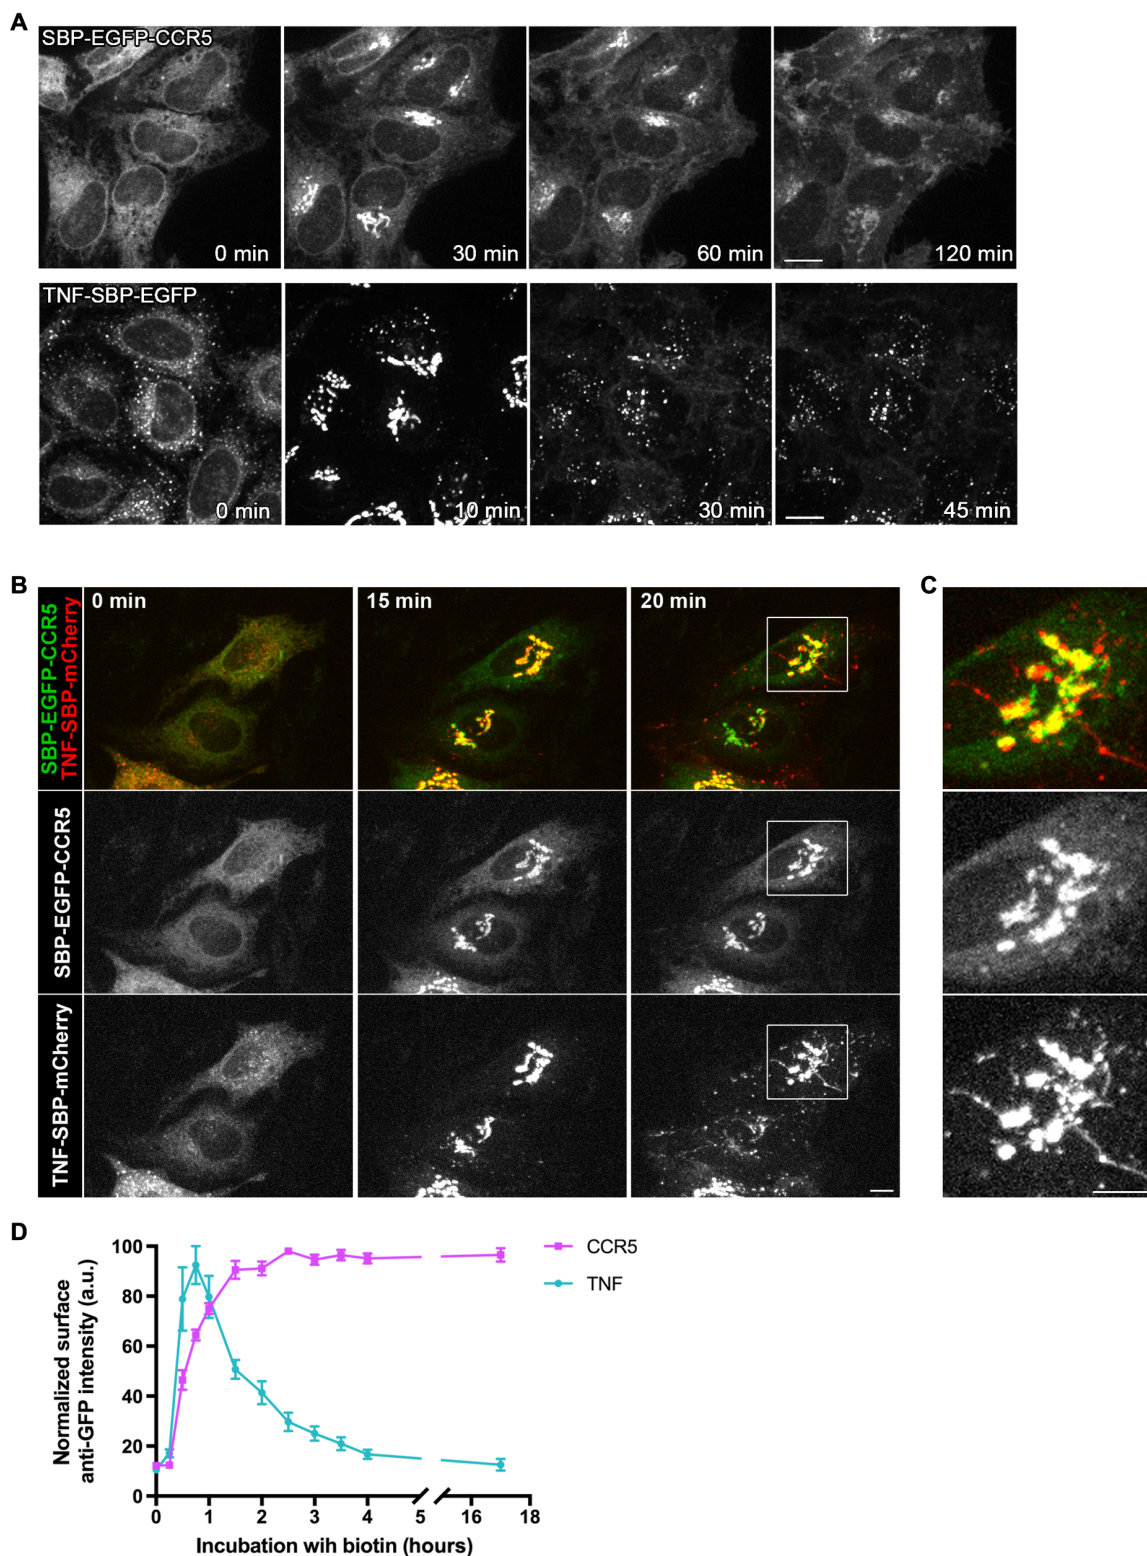 A
SBP-EGFP-CCR5
0 min
30 min
60 min
120 min
TNF-SBP-EGFP
0 min
10 min
30 min
45 min
B
C
SBP-EGFP-CCR5
TNF-SBP-mCherry
0 min
15 min
20 min
SBP-EGFP-CCR5
TNF-SBP-mCherry
D
Normalized surface
anti-GFP intensity (a.u.)
100
80
60
40
20
0
0
1
2
3
4
5
16
18
Incubation wih biotin (hours)
CCR5
TNF